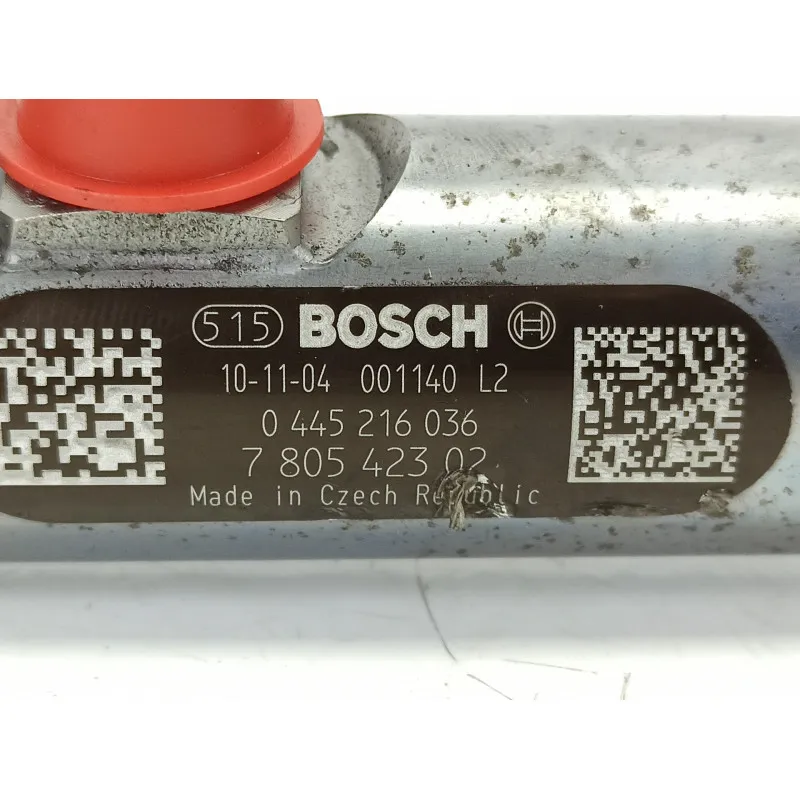 515 BOSCH
10-11-04 001140 L2
0 445 216 036
7 805 423 02
Made in Czech Republic